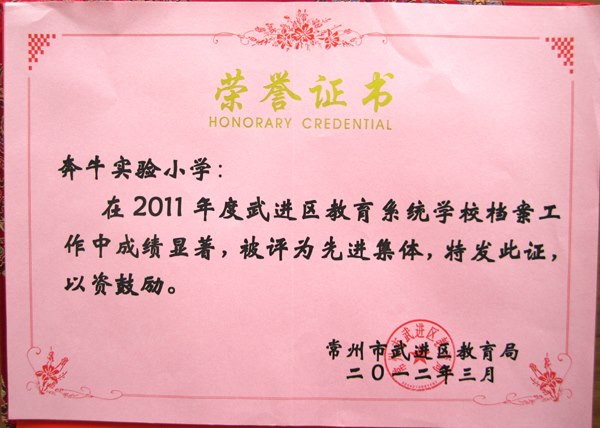 荣誉证书
HONORARY CREDENTIAL
奔牛实验小学：
在2011年度武进区教育系统学校档案工
作中成绩显著，被评为先进集体，特发此证，
以资鼓励。
常州市武进区教育局
二〇一二年三月